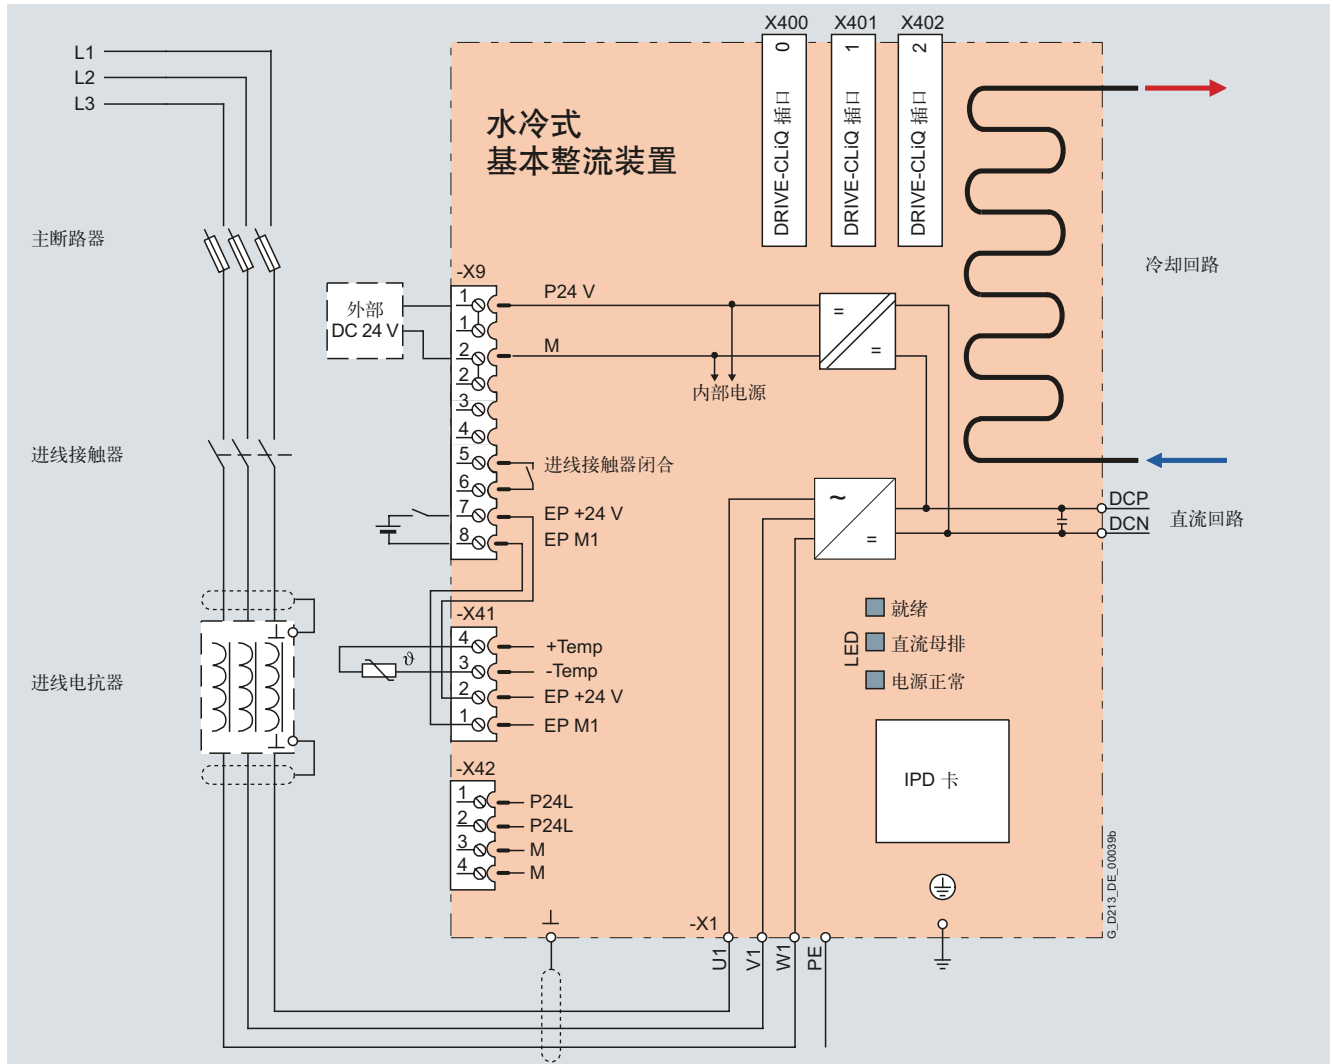 X400
X401
X402
L1
L2
L3
0
DRIVE-CLiQ 插口
1
DRIVE-CLiQ 插口
2
DRIVE-CLiQ 插口
水冷式
基本整流装置
主断路器
冷却回路
-X9
外部
DC 24 V
1
1
2
2
3
4
5
6
7
8
P24 V
M
=
=
内部电源
进线接触器
进线接触器闭合
EP +24 V
EP M1
~
=
DCP
DCN
直流回路
LED
就绪
直流母排
电源正常
-X41
4
3
2
1
+Temp
-Temp
EP +24 V
EP M1
ϑ
进线电抗器
IPD 卡
-X42
1
2
3
4
P24L
P24L
M
M
G_D213_DE_00039b
-X1
U1
V1
W1
PE